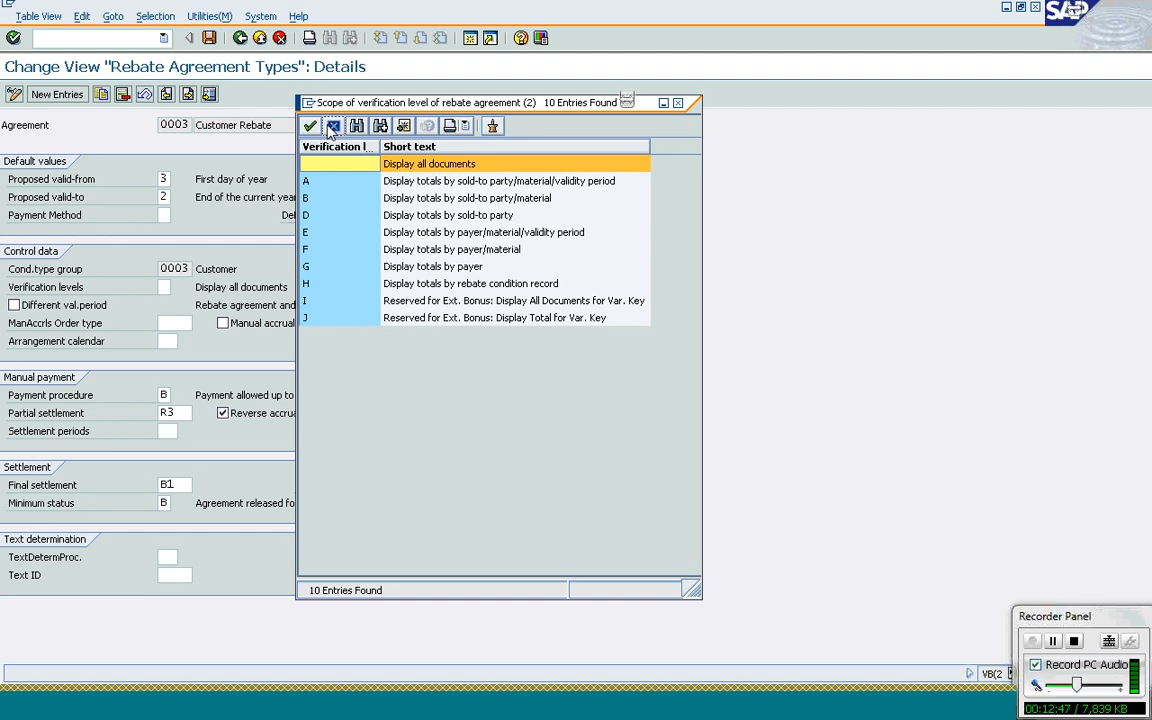 Table View Edit Goto Selection Utilities(M) System Help
SAP
Change View "Rebate Agreement Types": Details
New Entries
Agreement 0003 Customer Rebate
Default values
Proposed valid-from 3 First day of year
Proposed valid-to 2 End of the current year
Payment Method
Control data
Cond.type group 0003 Customer
Verification levels Display all documents
Different val.period Rebate agreement and
ManAccrls Order type Manual accrual
Arrangement calendar
Manual payment
Payment procedure B Payment allowed up to
Partial settlement R3 Reverse accrua
Settlement periods
Settlement
Final settlement B1
Minimum status B Agreement released fo
Text determination
TextDetermProc.
Text ID
Scope of verification level of rebate agreement (2) 10 Entries Found
Verification l... Short text
Display all documents
A Display totals by sold-to party/material/validity period
B Display totals by sold-to party/material
D Display totals by sold-to party
E Display totals by payer/material/validity period
F Display totals by payer/material
G Display totals by payer
H Display totals by rebate condition record
I Reserved for Ext. Bonus: Display All Documents for Var. Key
J Reserved for Ext. Bonus: Display Total for Var. Key
10 Entries Found
VB(2
Recorder Panel
Record PC Audio
00:12:47 / 7,839 KB